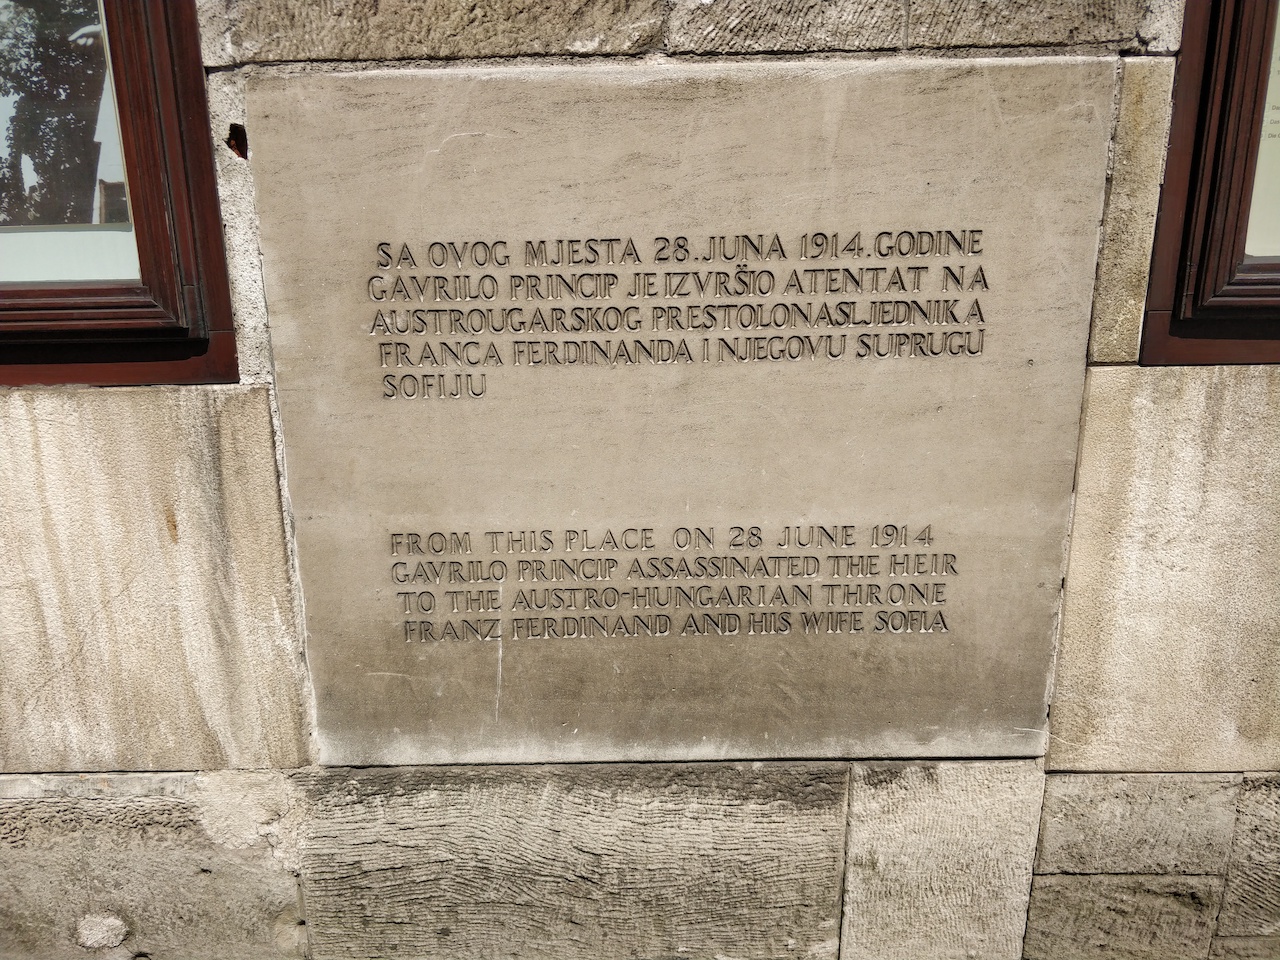 SA OVOG MJESTA 28. JUNA 1914. GODINE
GAVRILO PRINCIP JE IZVRŠIO ATENTAT NA
AUSTROUGARSKOG PRESTOLONASLJEDNIKA
FRANCA FERDINANDA I NJEGOVU SUPRUGU
SOFIJU
FROM THIS PLACE ON 28 JUNE 1914
GAVRILO PRINCIP ASSASSINATED THE HEIR
TO THE AUSTRO-HUNGARIAN THRONE
FRANZ FERDINAND AND HIS WIFE SOFIA